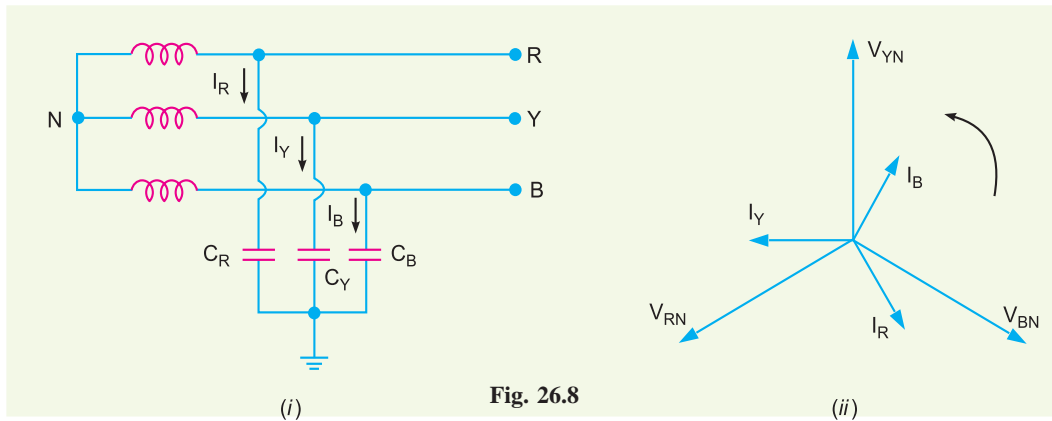 R
I_R
N
Y
I_Y
B
I_B
C_R
C_Y
C_B
(i)
V_YN
I_B
I_Y
V_RN
I_R
V_BN
(ii)
Fig. 26.8